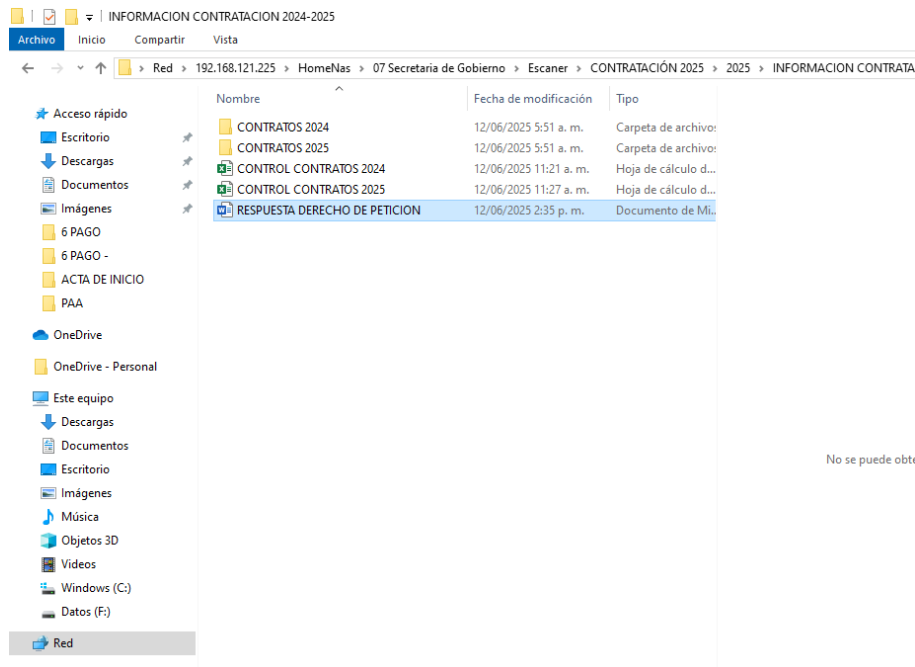 INFORMACION CONTRATACION 2024-2025
Archivo Inicio Compartir Vista
Red > 192.168.121.225 > HomeNas > 07 Secretaria de Gobierno > Escaner > CONTRATACIÓN 2025 > 2025 > INFORMACION CONTRATA
Nombre Fecha de modificación Tipo
CONTRATOS 2024 12/06/2025 5:51 a. m. Carpeta de archivos
CONTRATOS 2025 12/06/2025 5:51 a. m. Carpeta de archivos
CONTROL CONTRATOS 2024 12/06/2025 11:21 a. m. Hoja de cálculo d...
CONTROL CONTRATOS 2025 12/06/2025 11:27 a. m. Hoja de cálculo d...
RESPUESTA DERECHO DE PETICION 12/06/2025 2:35 p. m. Documento de Mi...
Acceso rápido
Escritorio
Descargas
Documentos
Imágenes
6 PAGO
6 PAGO -
ACTA DE INICIO
PAA
OneDrive
OneDrive - Personal
Este equipo
Descargas
Documentos
Escritorio
Imágenes
Música
Objetos 3D
Videos
Windows (C:)
Datos (F:)
Red
No se puede obte